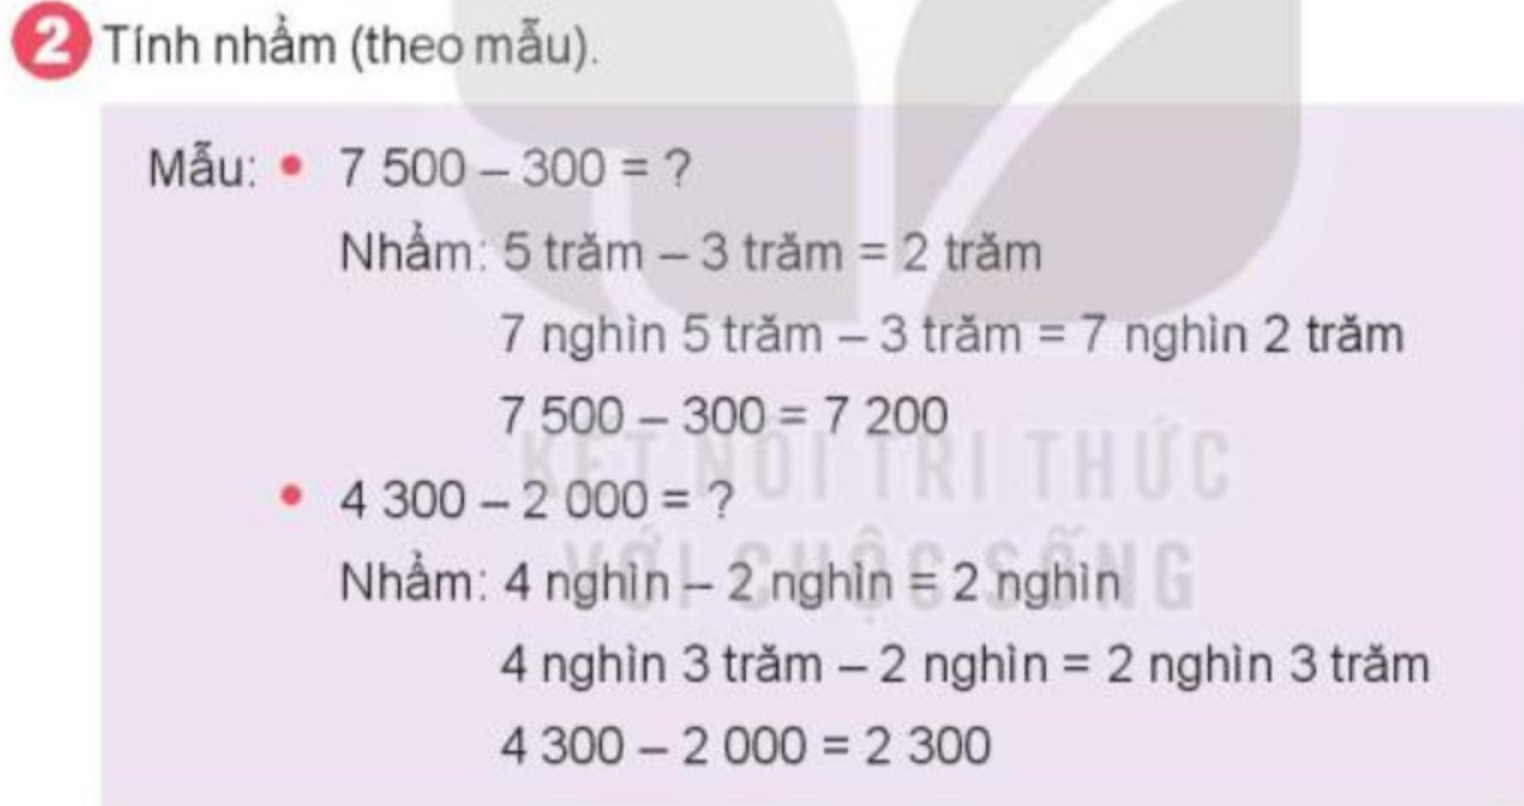 2 Tính nhẩm (theo mẫu).
Mẫu: • 7 500 – 300 = ?
Nhẩm: 5 trăm – 3 trăm = 2 trăm
7 nghìn 5 trăm – 3 trăm = 7 nghìn 2 trăm
7 500 – 300 = 7 200
KẾT NỐI TRI THỨC
• 4 300 – 2 000 = ?
VỚI CUỘC SỐNG
Nhẩm: 4 nghìn – 2 nghìn = 2 nghìn
4 nghìn 3 trăm – 2 nghìn = 2 nghìn 3 trăm
4 300 – 2 000 = 2 300